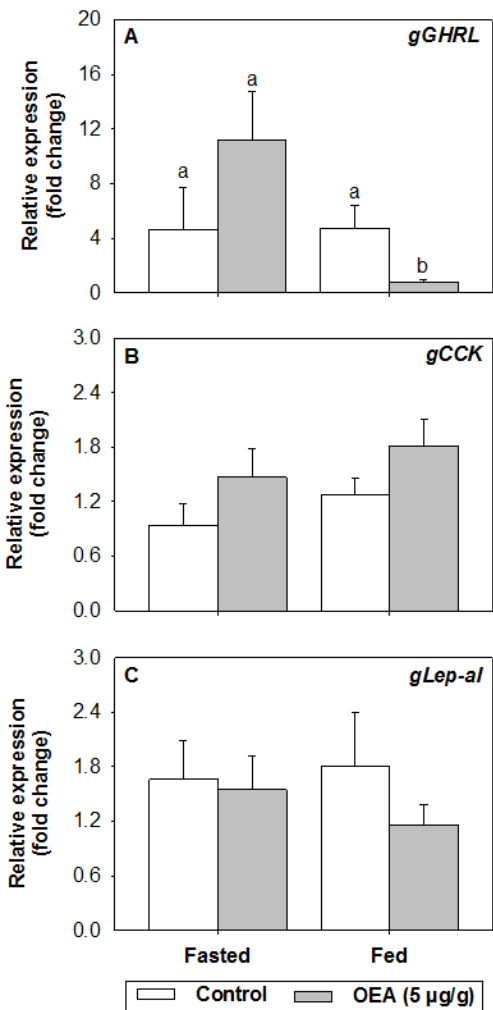 A
gGHRL
Relative expression
(fold change)
20
16
12
8
4
0
a
a
a
b
B
gCCK
Relative expression
(fold change)
3.0
2.4
1.8
1.2
0.6
0.0
C
gLep-aI
Relative expression
(fold change)
3.0
2.4
1.8
1.2
0.6
0.0
Fasted
Fed
Control
OEA (5 µg/g)